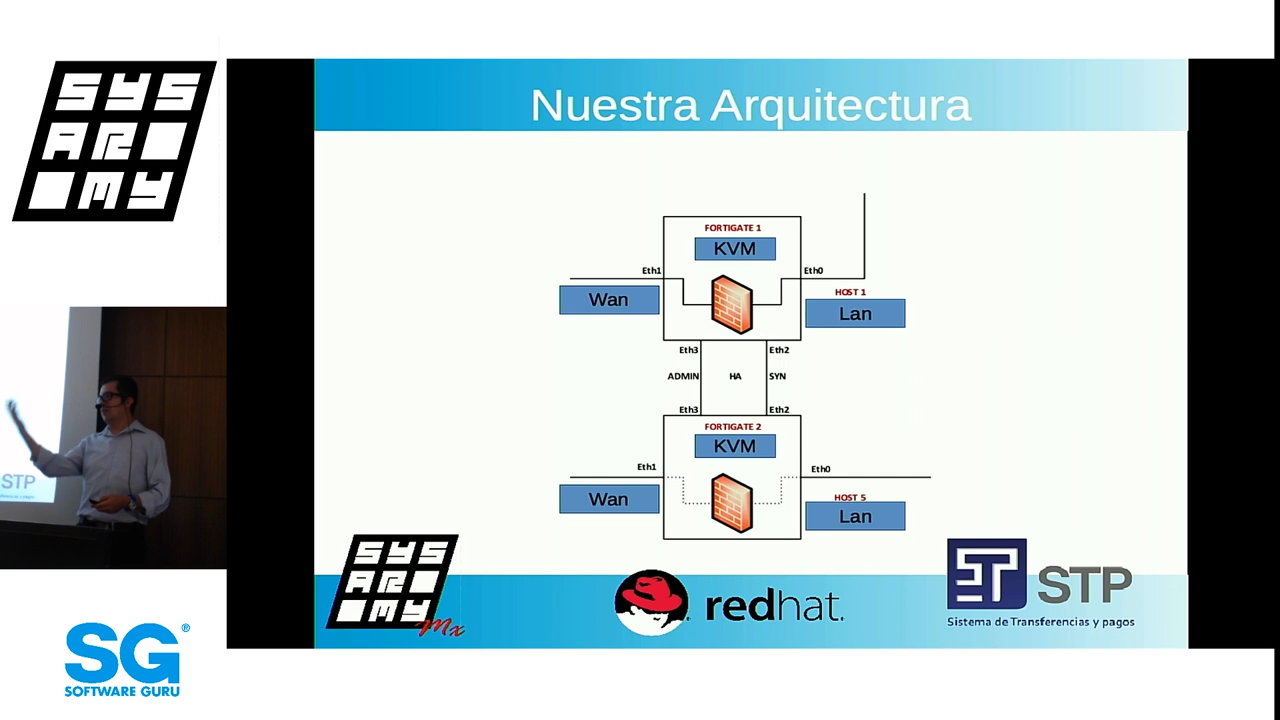 SYS
AR
MY
Nuestra Arquitectura
FORTIGATE 1
KVM
Eth1
Eth0
Wan
HOST 1
Lan
Eth3
Eth2
ADMIN
HA
SYN
Eth3
Eth2
FORTIGATE 2
KVM
Eth1
Eth0
Wan
HOST 5
Lan
STP
SYS
AR
MY
Mx
redhat.
ST
STP
Sistema de Transferencias y pagos
SG®
SOFTWARE GURU